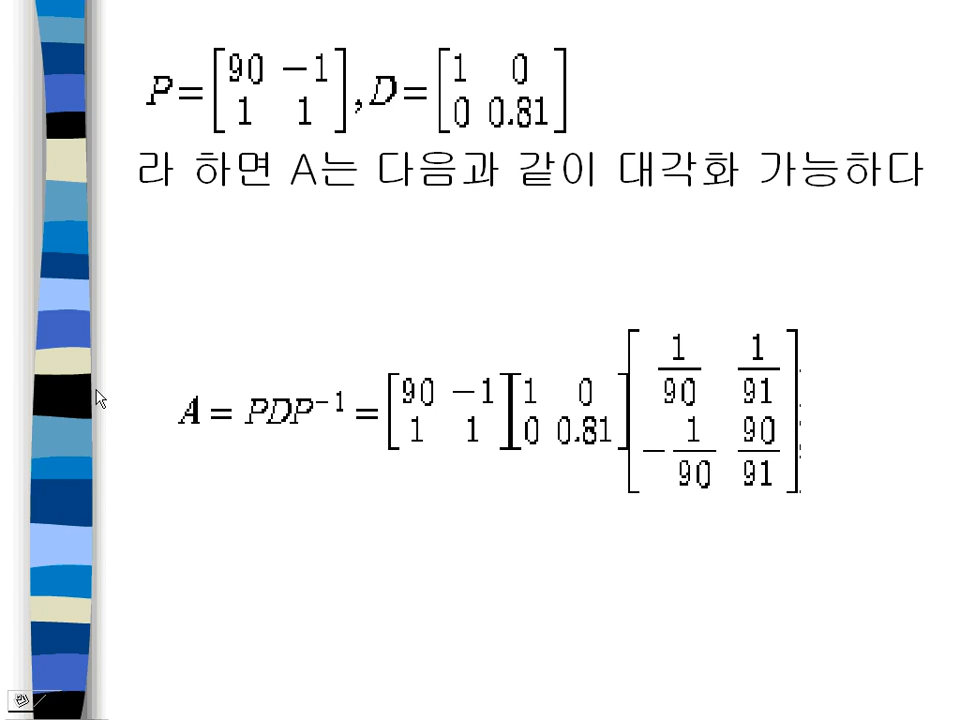 P = [ 90 −1 ; 1 1 ], D = [ 1 0 ; 0 0.81 ]
라 하면 A는 다음과 같이 대각화 가능하다
A = PDP⁻¹ = [ 90 −1 ; 1 1 ][ 1 0 ; 0 0.81 ][ 1/90 1/91 ; −1/90 90/91 ]